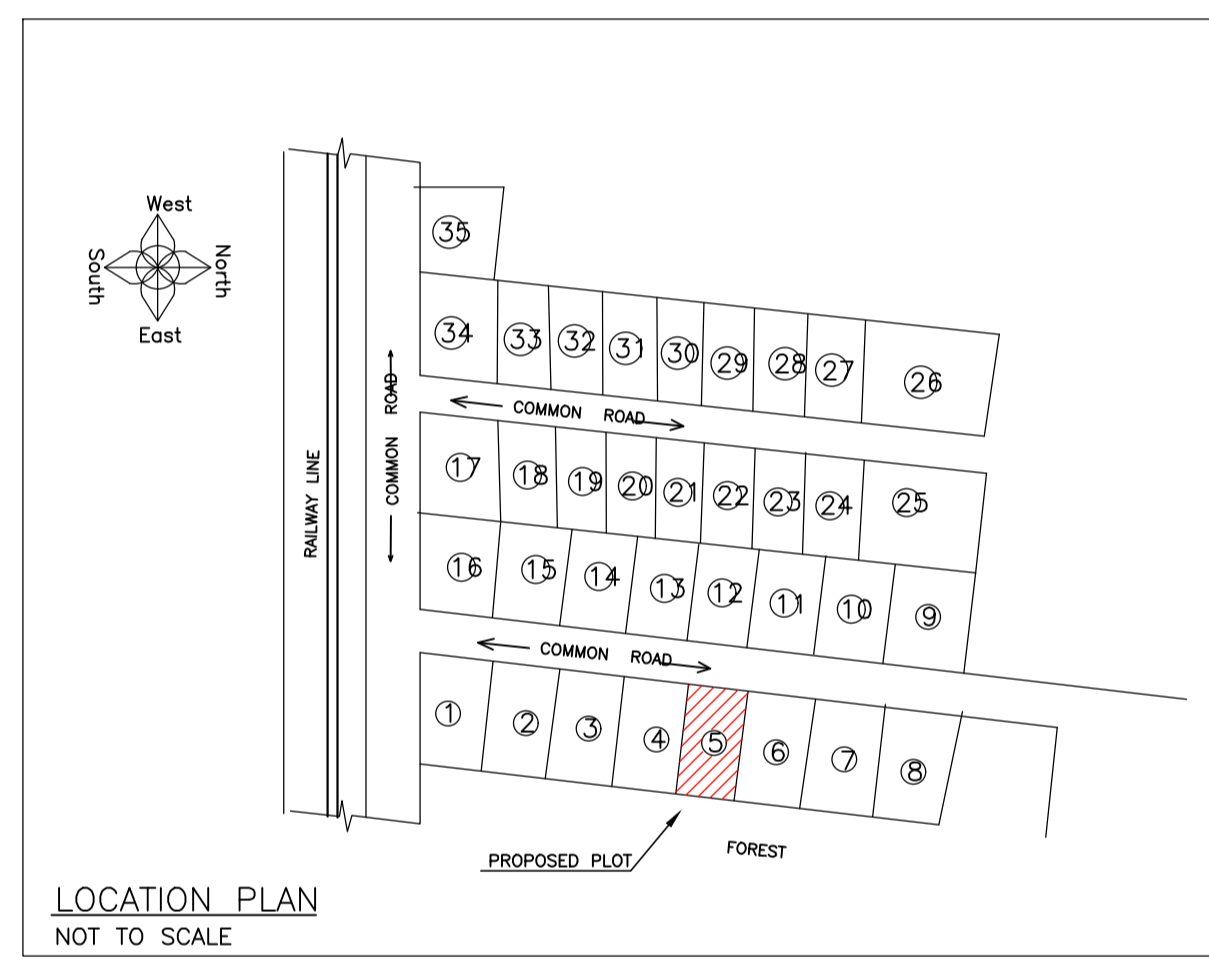 West
South
North
East
35
34
33
32
31
30
29
28
27
26
COMMON ROAD
COMMON ROAD
RAILWAY LINE
17
18
19
20
21
22
23
24
25
16
15
14
13
12
11
10
9
COMMON ROAD
1
2
3
4
5
6
7
8
PROPOSED PLOT
FOREST
LOCATION PLAN
NOT TO SCALE